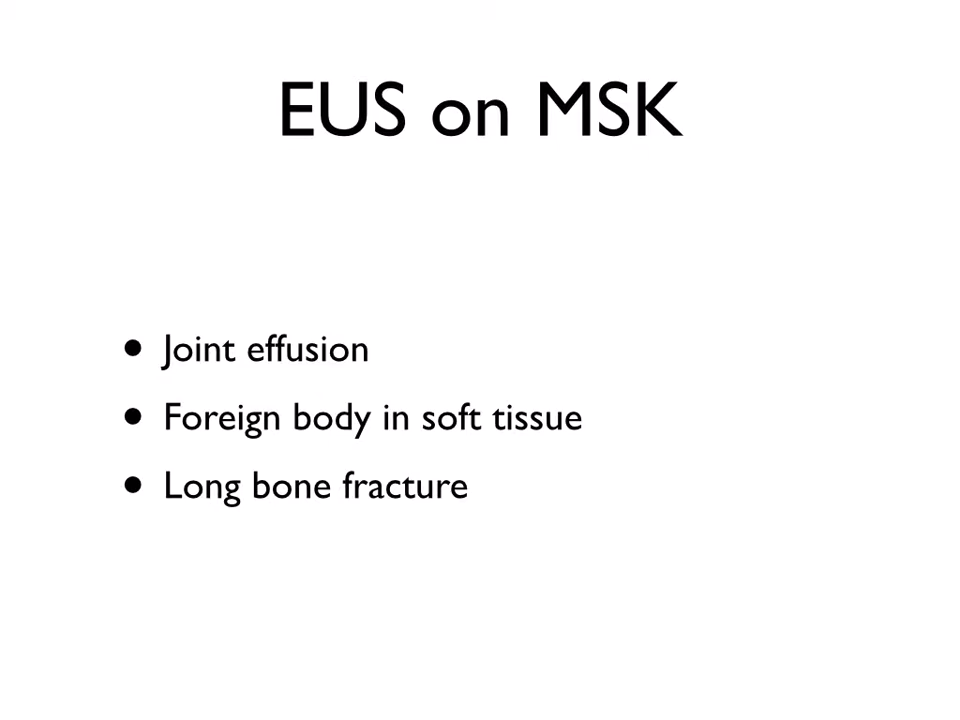 EUS on MSK
• Joint effusion
• Foreign body in soft tissue
• Long bone fracture